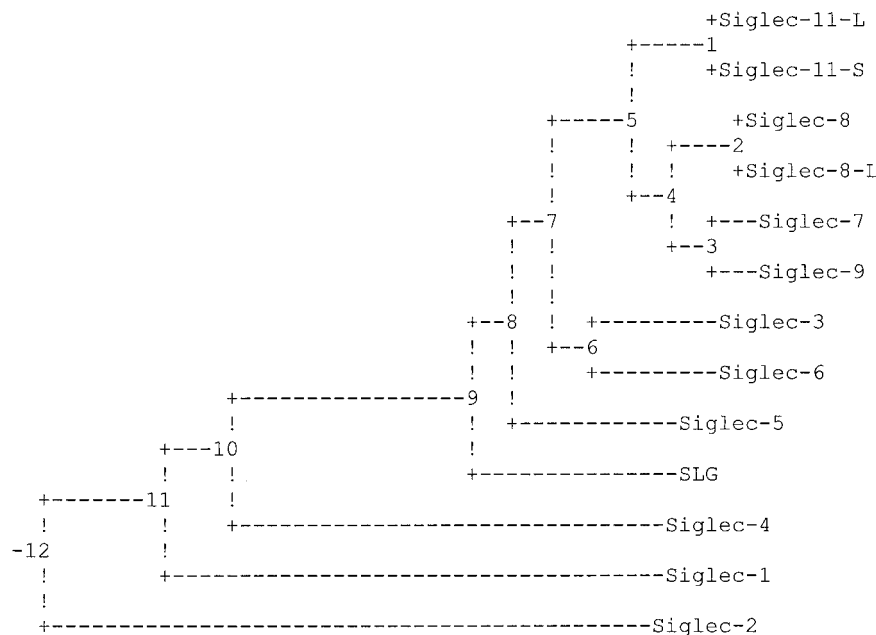 +Siglec-11-L
+-----1
! +Siglec-11-S
!
+-----5 +Siglec-8
! ! +----2
! ! ! +Siglec-8-L
! +--4
+--7 ! +---Siglec-7
! ! +--3
! ! +---Siglec-9
! !
+--8 ! +---------Siglec-3
! ! +--6
! ! +---------Siglec-6
+------------------9 !
! ! +------------Siglec-5
+---10 !
! ! +---------------SLG
+-------11 !
! ! +--------------------------------Siglec-4
-12 !
! +-------------------------------------Siglec-1
!
+---------------------------------------------Siglec-2